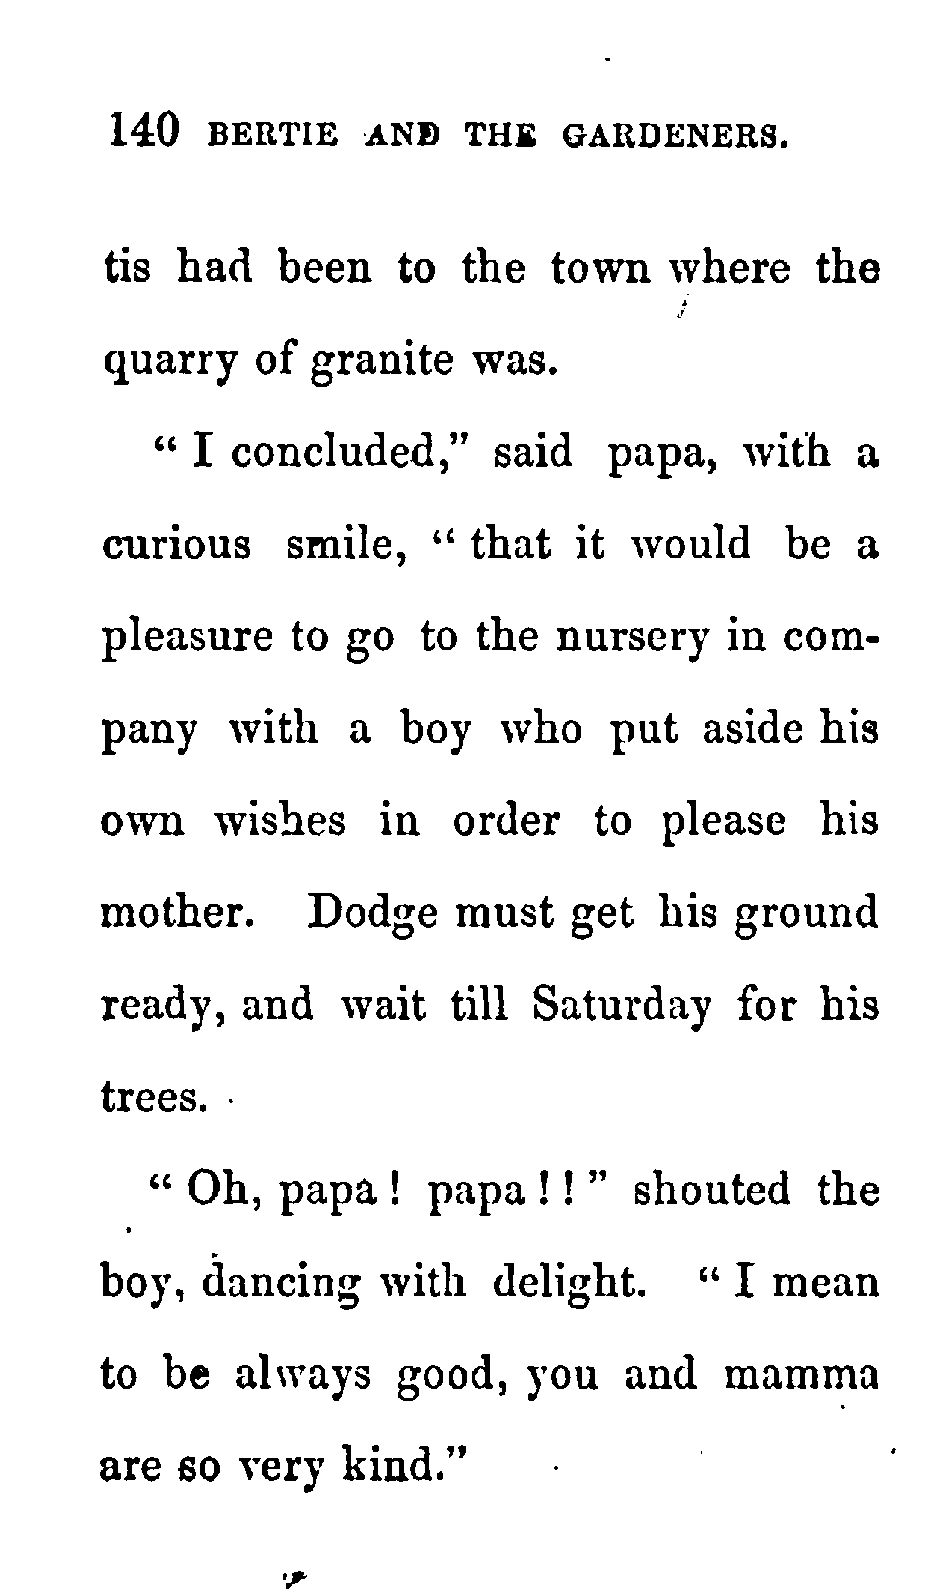 140 BERTIE AND THE GARDENERS.
tis had been to the town where the
quarry of granite was.
“ I concluded,” said papa, with a
curious smile, “ that it would be a
pleasure to go to the nursery in com-
pany with a boy who put aside his
own wishes in order to please his
mother. Dodge must get his ground
ready, and wait till Saturday for his
trees.
“ Oh, papa ! papa ! ! ” shouted the
boy, dancing with delight. “ I mean
to be always good, you and mamma
are so very kind.”